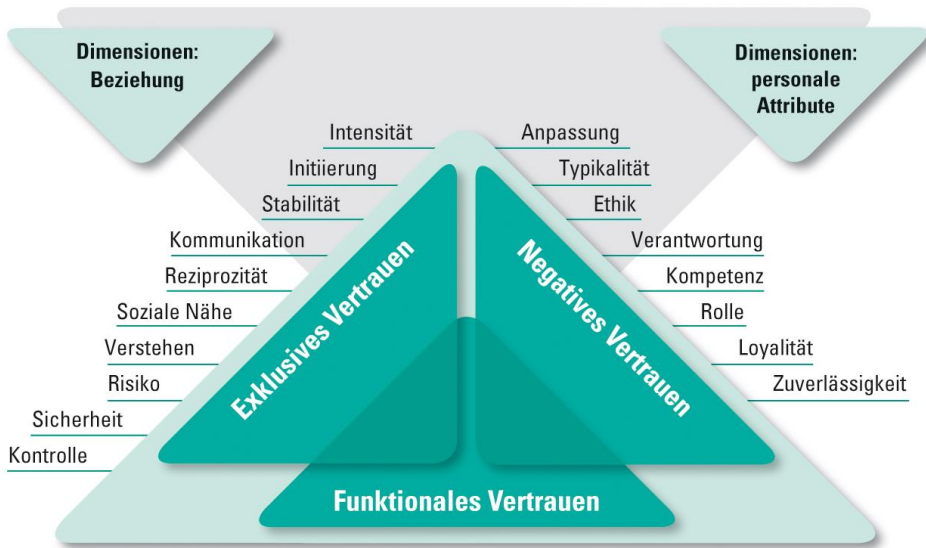 Dimensionen:
Beziehung
Dimensionen:
personale
Attribute
Intensität
Initiierung
Stabilität
Kommunikation
Reziprozität
Soziale Nähe
Verstehen
Risiko
Sicherheit
Kontrolle
Anpassung
Typikalität
Ethik
Verantwortung
Kompetenz
Rolle
Loyalität
Zuverlässigkeit
Exklusives Vertrauen
Negatives Vertrauen
Funktionales Vertrauen